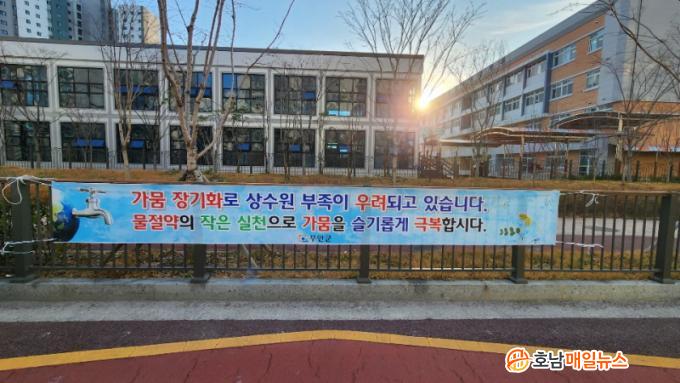 가뭄 장기화로 상수원 부족이 우려되고 있습니다.
물절약의 작은 실천으로 가뭄을 슬기롭게 극복합시다.
무안군
호남매일뉴스